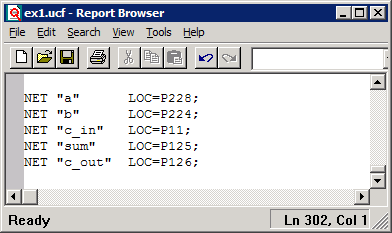 ex1.ucf - Report Browser
File Edit Search View Tools Help
NET "a" LOC=P228;
NET "b" LOC=P224;
NET "c_in" LOC=P11;
NET "sum" LOC=P125;
NET "c_out" LOC=P126;
Ready Ln 302, Col 1